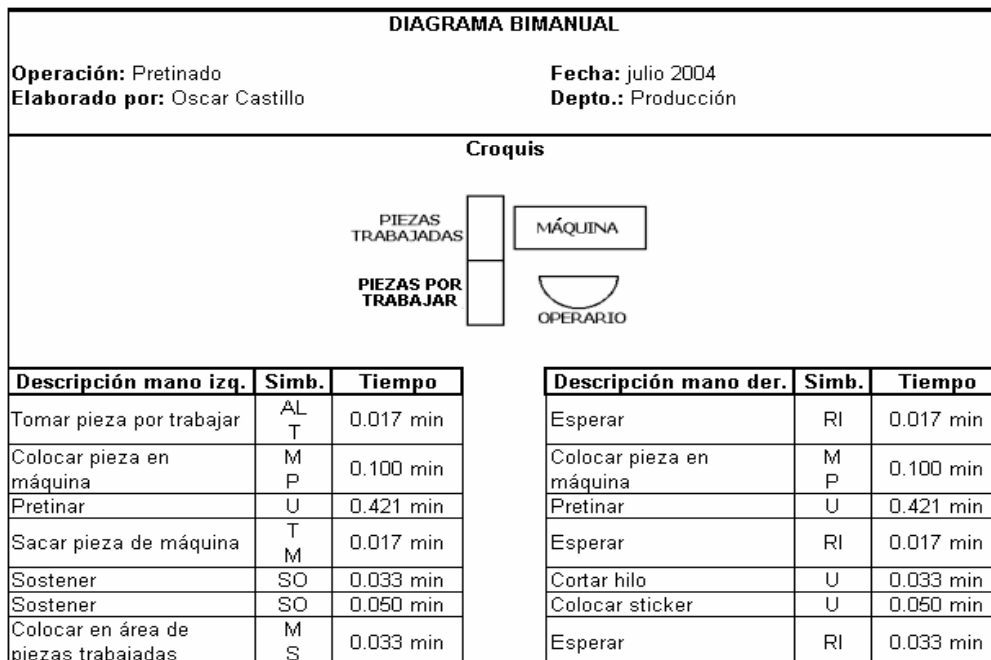 DIAGRAMA BIMANUAL
Operación: Pretinado Fecha: julio 2004
Elaborado por: Oscar Castillo Depto.: Producción
Croquis
PIEZAS
TRABAJADAS
MÁQUINA
PIEZAS POR
TRABAJAR
OPERARIO
Descripción mano izq. Simb. Tiempo Descripción mano der. Simb. Tiempo
Tomar pieza por trabajar AL T 0.017 min Esperar RI 0.017 min
Colocar pieza en máquina M P 0.100 min Colocar pieza en máquina M P 0.100 min
Pretinar U 0.421 min Pretinar U 0.421 min
Sacar pieza de máquina T M 0.017 min Esperar RI 0.017 min
Sostener SO 0.033 min Cortar hilo U 0.033 min
Sostener SO 0.050 min Colocar sticker U 0.050 min
Colocar en área de piezas trabajadas M S 0.033 min Esperar RI 0.033 min